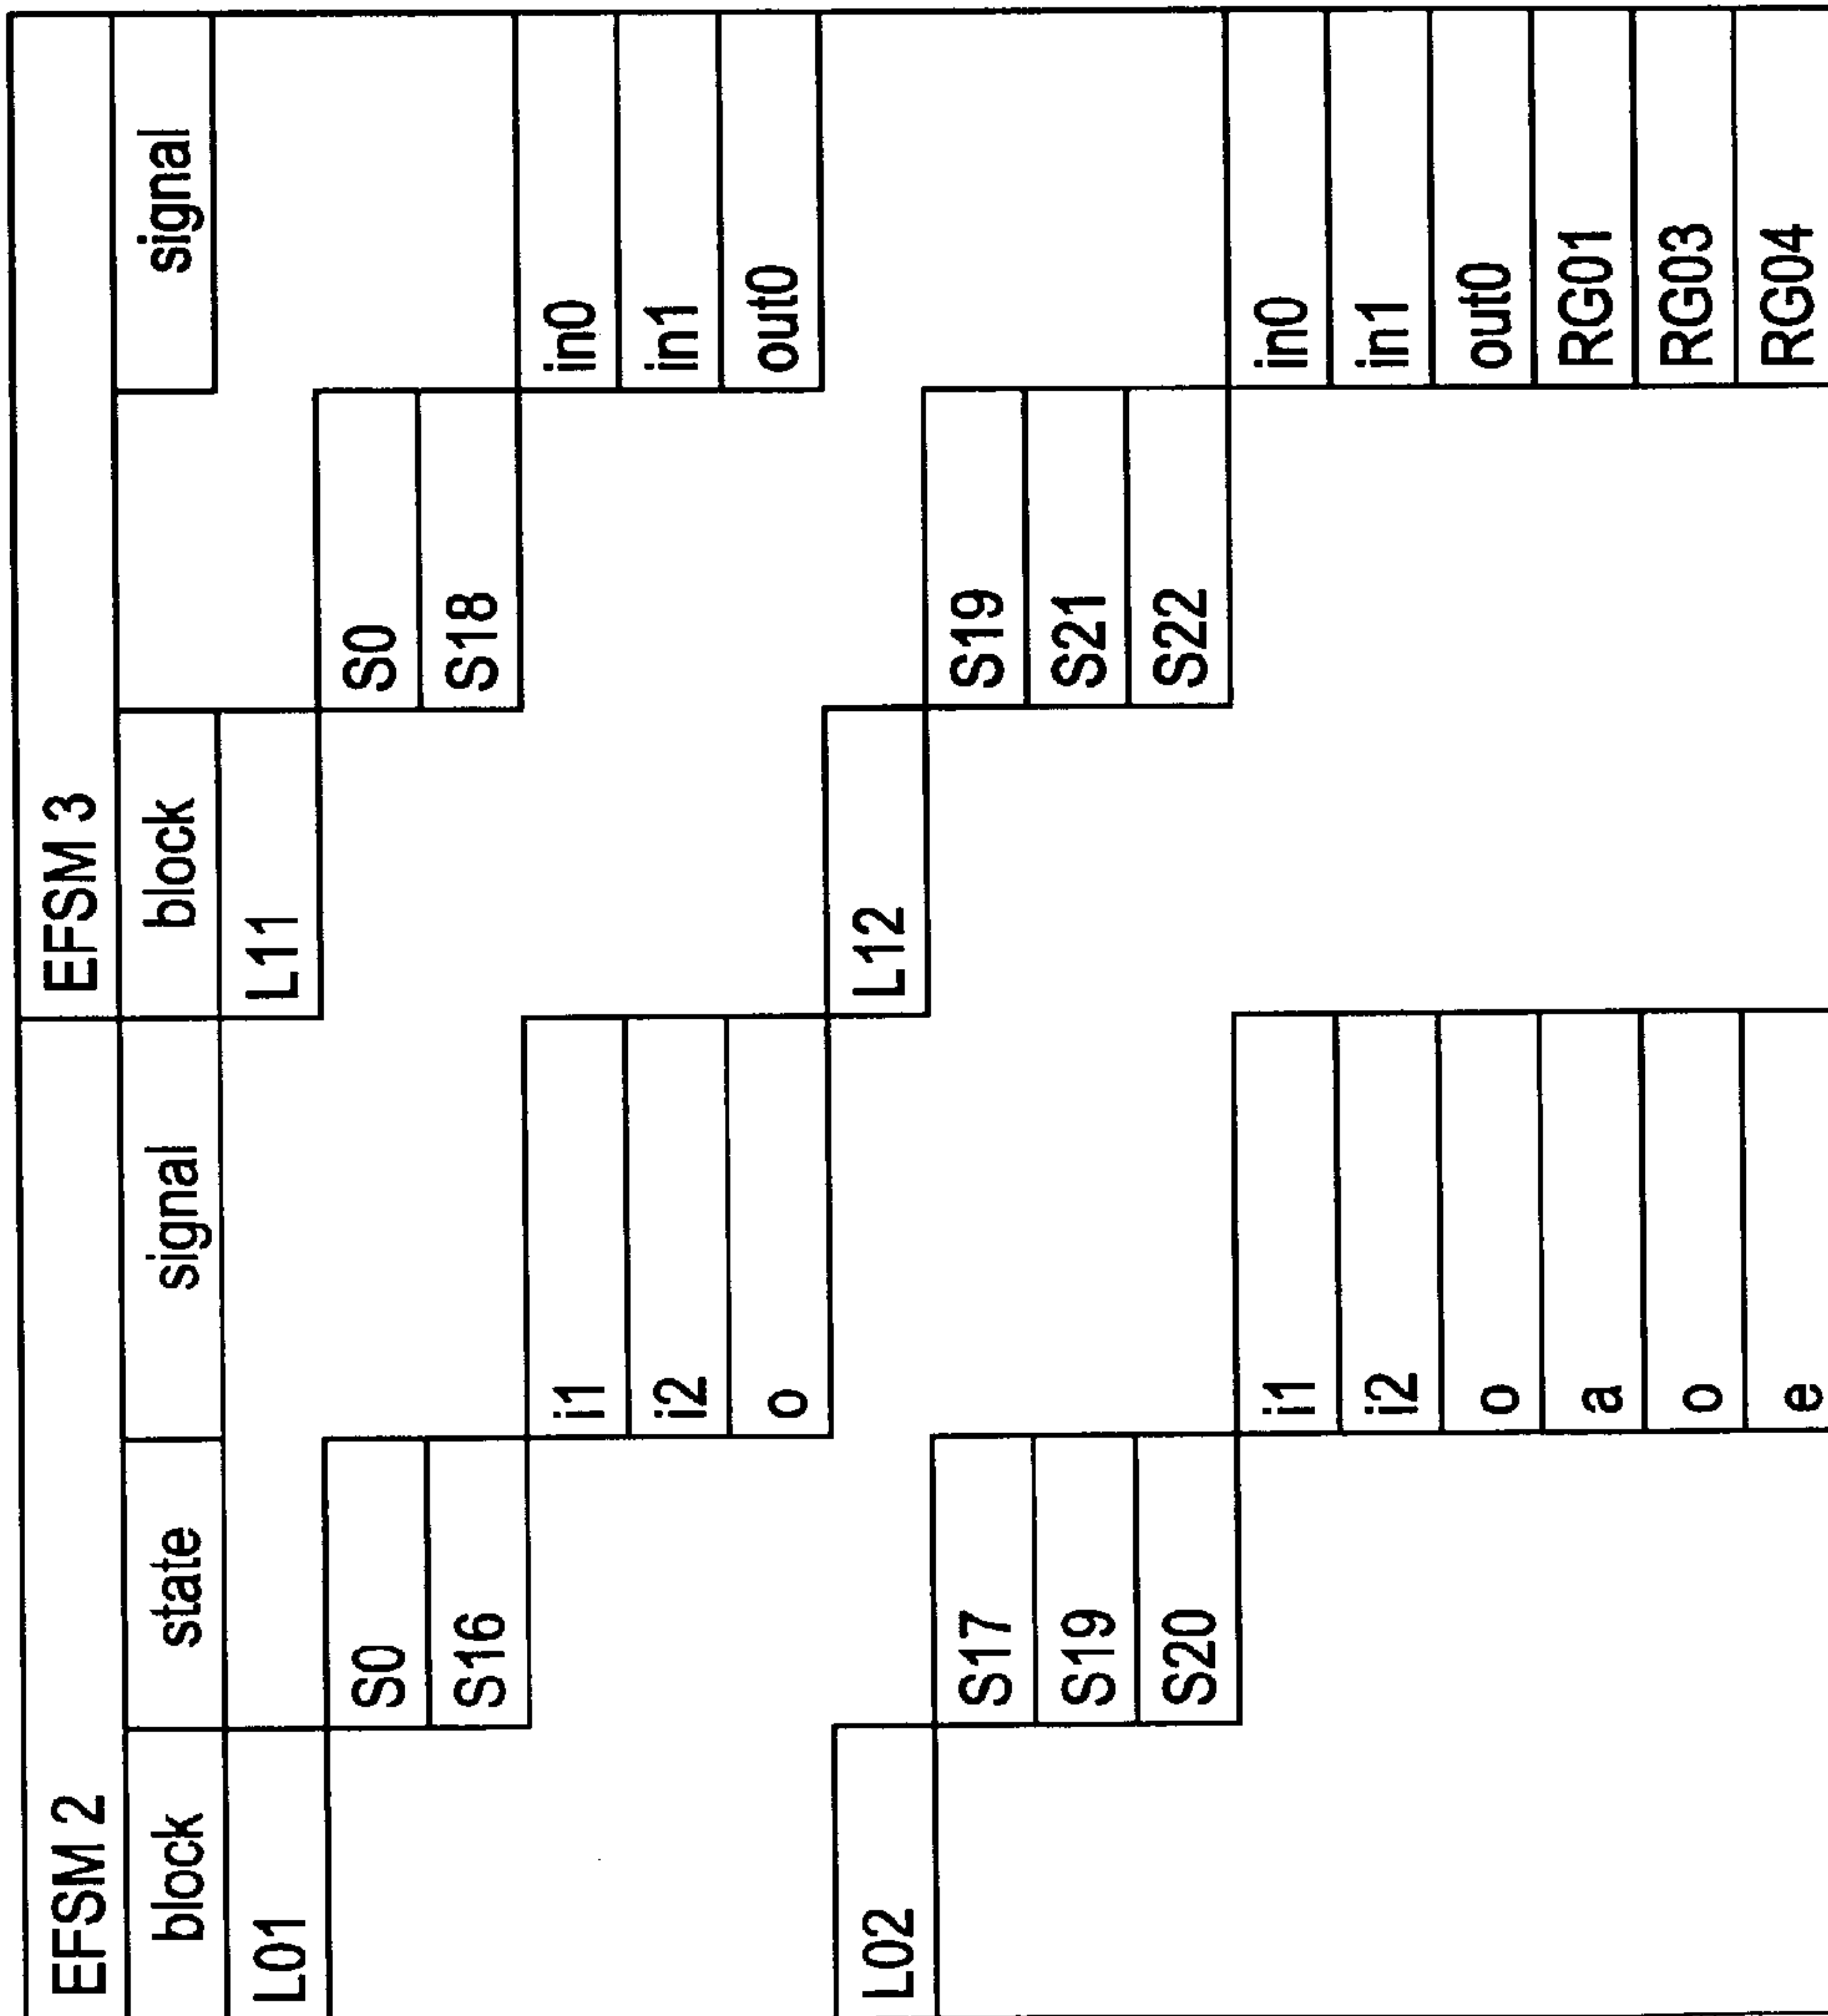 EFSM 2 EFSM 3
block state signal block signal
L01 L11
S0 S0
S16 S18
i1 in0
i2 in1
o out0
L02 L12
S17 S19
S19 S21
S20 S22
i1 in0
i2 in1
o out0
a RG01
o RG03
e RG04